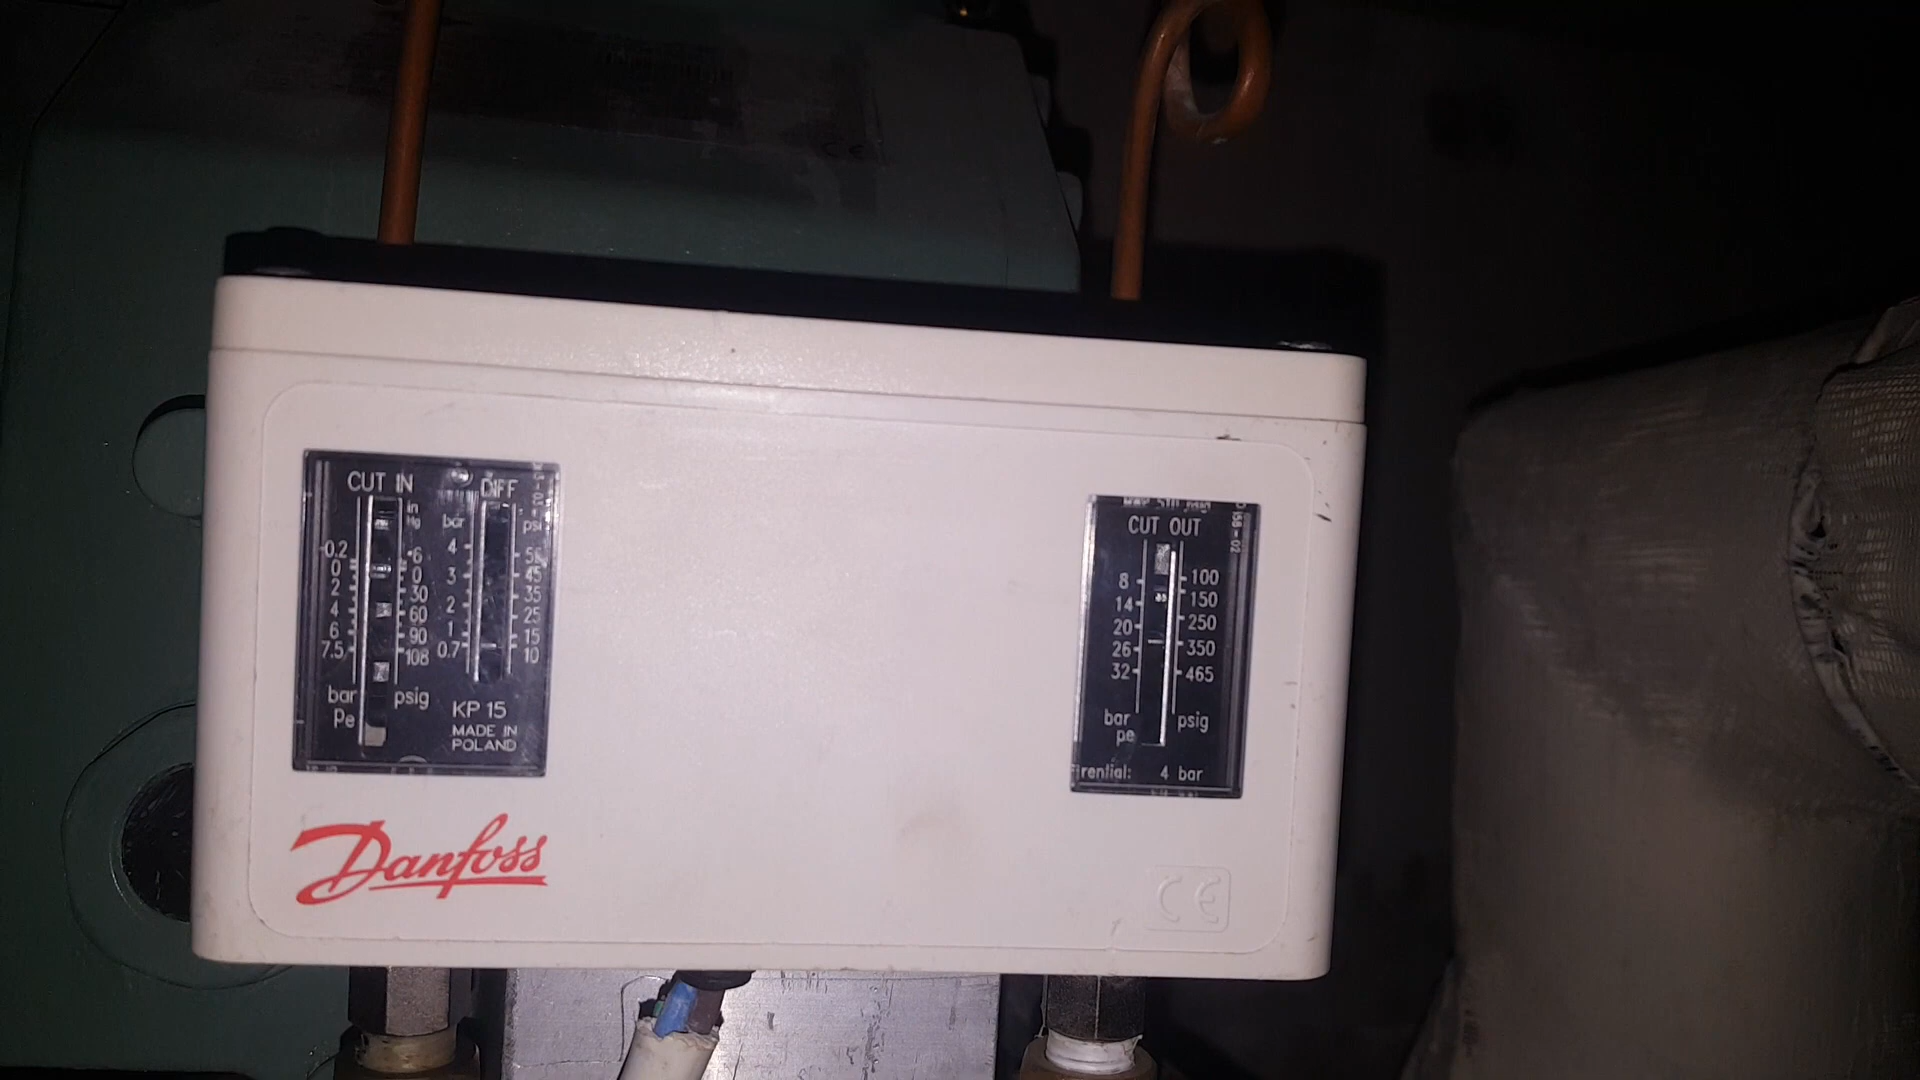 CUT IN
DIFF
in
Hg
bar
psi
-0.2
-6
4
55
0
0
3
45
2
30
35
4
60
2
25
6
90
1
15
7.5
108
0.7
10
bar
psig
pe
KP 15
MADE IN
POLAND
CUT OUT
8
100
14
150
20
250
26
350
32
465
bar
psig
pe
4 bar
Danfoss
CE